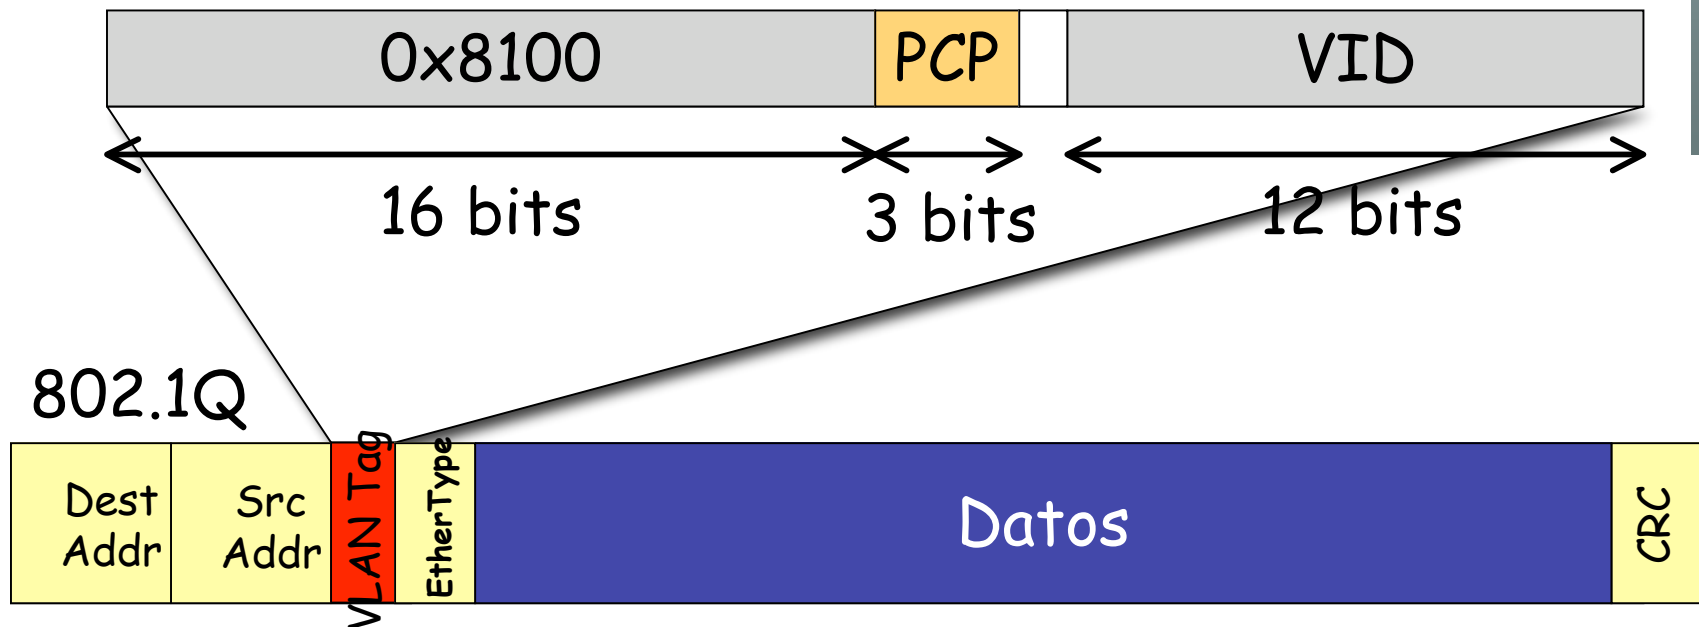 0x8100
PCP
VID
16 bits
3 bits
12 bits
802.1Q
Dest
Addr
Src
Addr
VLAN Tag
EtherType
Datos
CRC